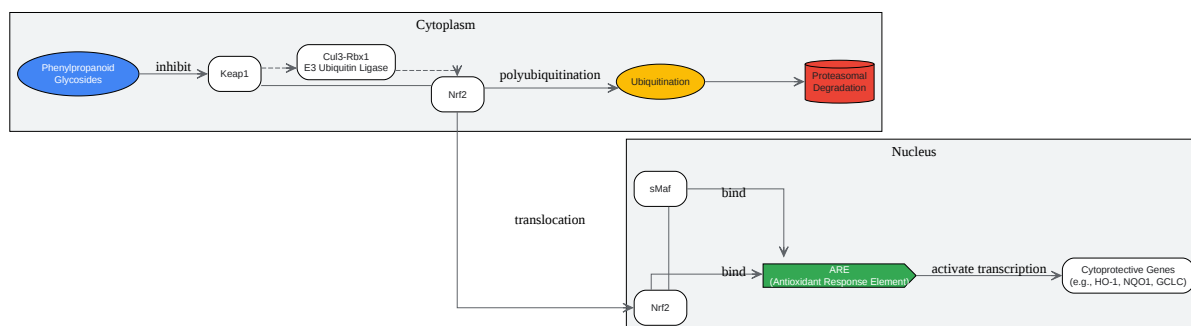 Cytoplasm
Phenylpropanoid
Glycosides
inhibit
Keap1
Cul3-Rbx1
E3 Ubiquitin Ligase
Nrf2
polyubiquitination
Ubiquitination
Proteasomal
Degradation
translocation
Nucleus
sMaf
bind
Nrf2
bind
ARE
(Antioxidant Response Element)
activate transcription
Cytoprotective Genes
(e.g., HO-1, NQO1, GCLC)